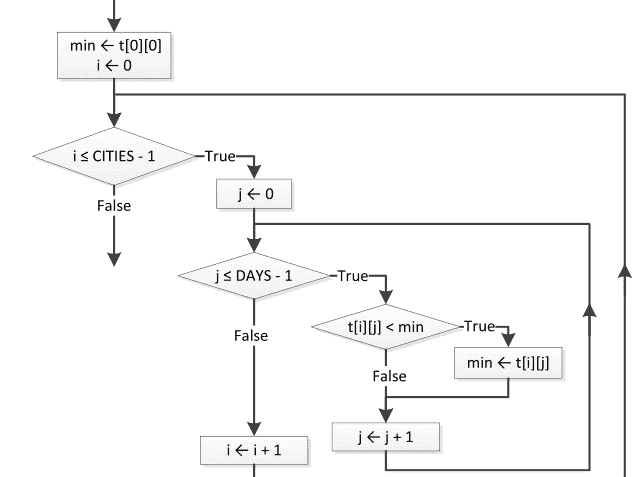 min ← t[0][0]
i ← 0
i ≤ CITIES - 1
True
False
j ← 0
j ≤ DAYS - 1
True
False
t[i][j] < min
True
False
min ← t[i][j]
j ← j + 1
i ← i + 1